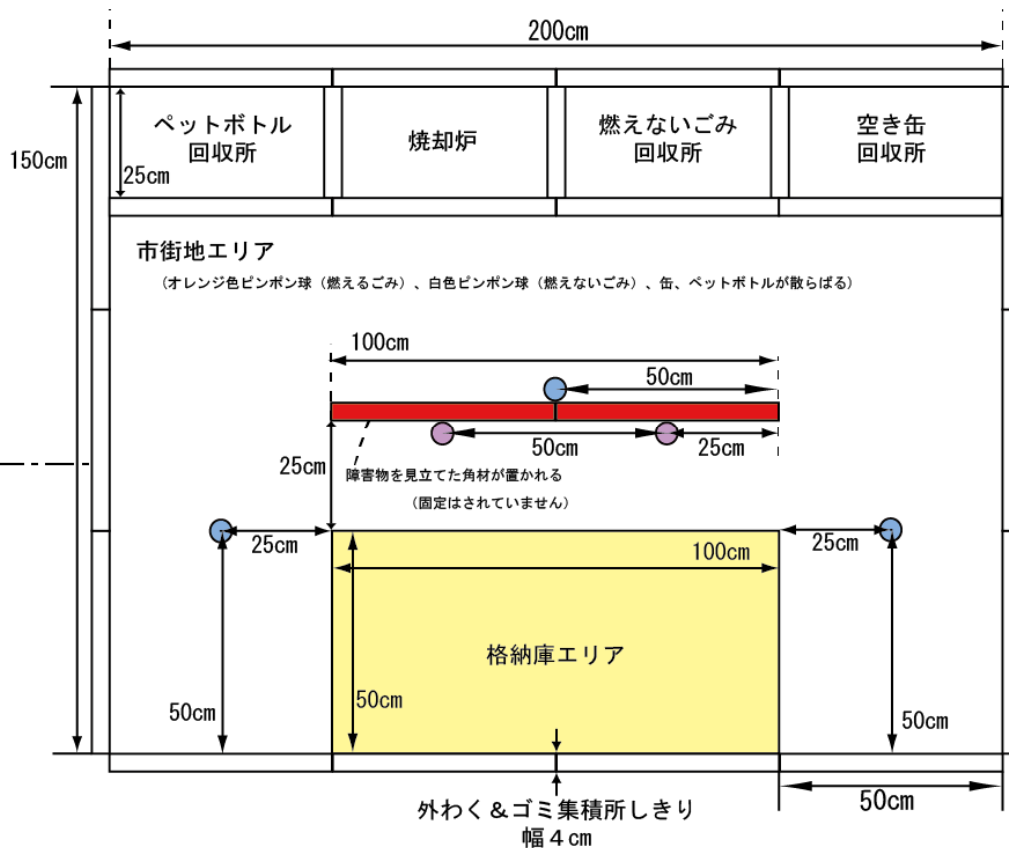 200cm
ペットボトル
回収所
焼却炉
燃えないごみ
回収所
空き缶
回収所
150cm
25cm
市街地エリア
（オレンジ色ピンポン球（燃えるごみ）、白色ピンポン球（燃えないごみ）、缶、ペットボトルが散らばる）
100cm
50cm
50cm
25cm
25cm
障害物を見立てた角材が置かれる
（固定はされていません）
25cm
25cm
100cm
格納庫エリア
50cm
50cm
50cm
50cm
外わく＆ゴミ集積所しきり
幅４cm